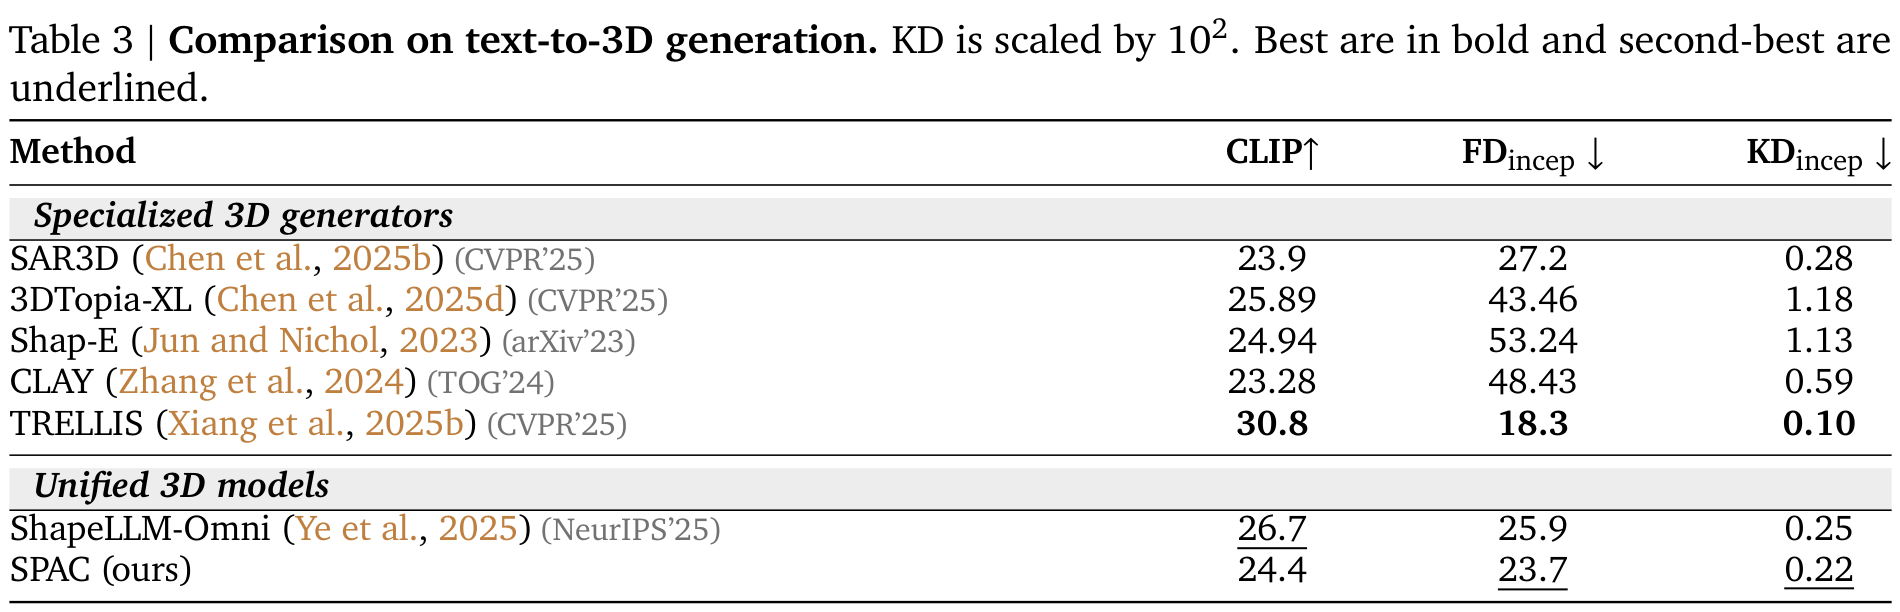 Table 3 | Comparison on text-to-3D generation. KD is scaled by 10². Best are in bold and second-best are
underlined.
Method CLIP↑ FDincep ↓ KDincep ↓
Specialized 3D generators
SAR3D (Chen et al., 2025b) (CVPR’25) 23.9 27.2 0.28
3DTopia-XL (Chen et al., 2025d) (CVPR’25) 25.89 43.46 1.18
Shap-E (Jun and Nichol, 2023) (arXiv’23) 24.94 53.24 1.13
CLAY (Zhang et al., 2024) (TOG’24) 23.28 48.43 0.59
TRELLIS (Xiang et al., 2025b) (CVPR’25) 30.8 18.3 0.10
Unified 3D models
ShapeLLM-Omni (Ye et al., 2025) (NeurIPS’25) 26.7 25.9 0.25
SPAC (ours) 24.4 23.7 0.22